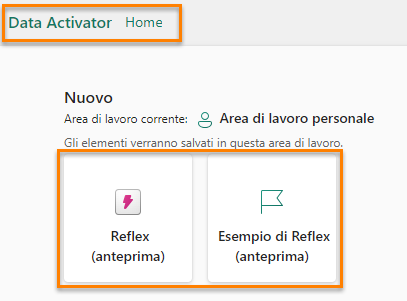 Data Activator Home
Nuovo
Area di lavoro corrente: Area di lavoro personale
Gli elementi verranno salvati in questa area di lavoro.
Reflex
(anteprima)
Esempio di Reflex
(anteprima)